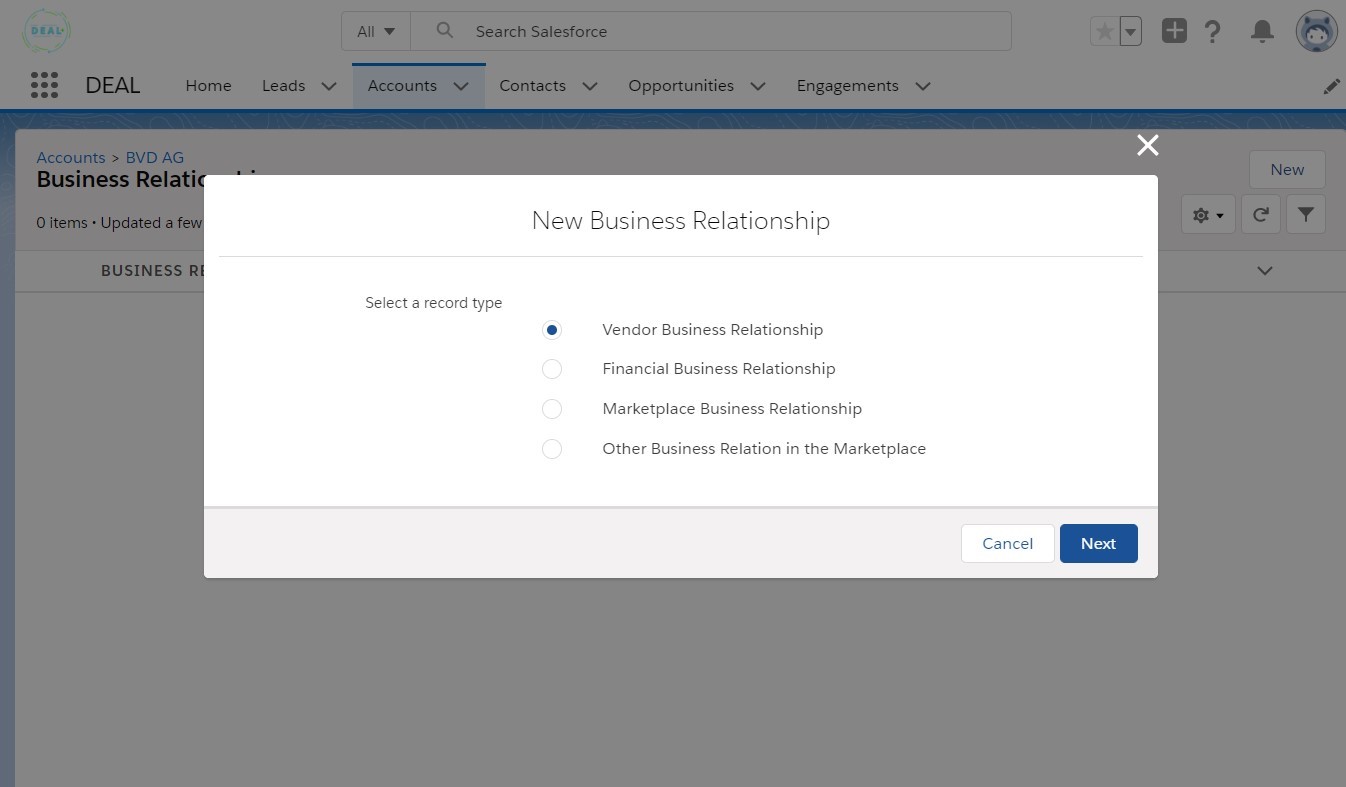 DEAL
All
Search Salesforce
DEAL
Home
Leads
Accounts
Contacts
Opportunities
Engagements
Accounts > BVD AG
Business Relatio
New
0 items • Updated a few
BUSINESS RE
New Business Relationship
Select a record type
Vendor Business Relationship
Financial Business Relationship
Marketplace Business Relationship
Other Business Relation in the Marketplace
Cancel
Next